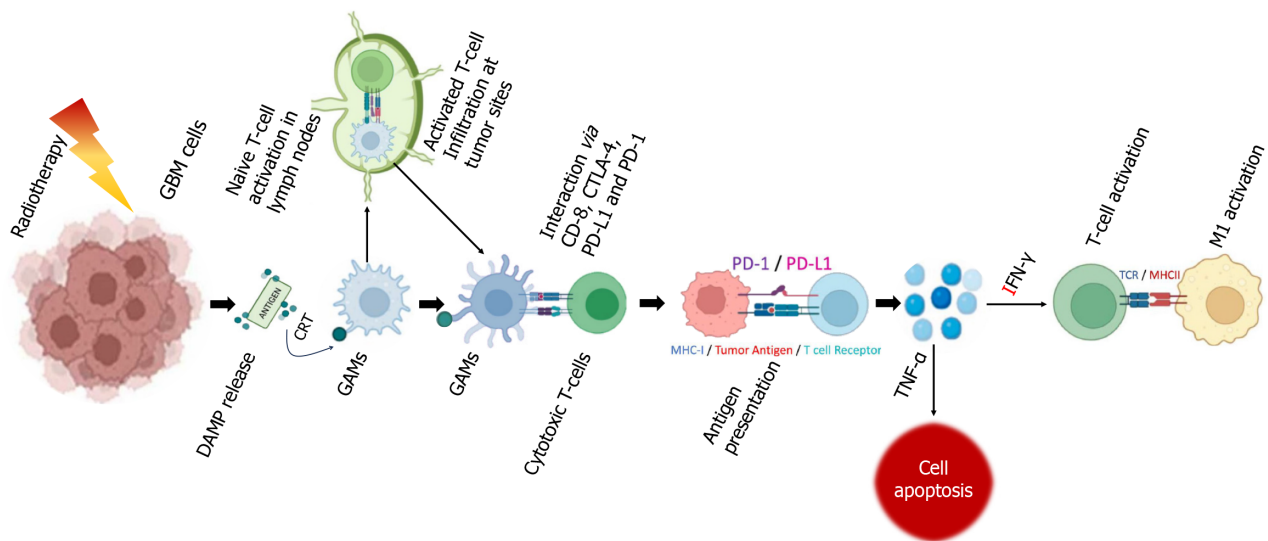 Radiotherapy
GBM cells
Naive T-cell
activation in
lymph nodes
Activated T-cell
Infiltration at
tumor sites
Interaction via
CD-8, CTLA-4,
PD-L1 and PD-1
ANTIGEN
CRT
DAMP release
GAMs
GAMs
Cytotoxic T-cells
PD-1 / PD-L1
MHC-I / Tumor Antigen / T cell Receptor
Antigen
presentation
IFN-γ
TNF-α
Cell
apoptosis
T-cell activation
TCR / MHCII
M1 activation